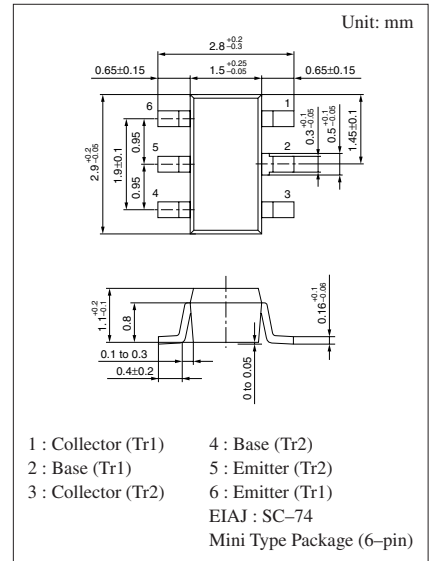 Unit: mm
2.8 +0.2 −0.3
0.65±0.15 1.5 +0.25 −0.05 0.65±0.15
6 1
5 2
4 3
2.9 +0.2 −0.05
1.9±0.1
0.95
0.95
0.3 +0.1 −0.05
0.5 +0.1 −0.05
1.45±0.1
1.1 +0.2 −0.1
0.8
0.16 +0.1 −0.06
0.1 to 0.3
0.4±0.2
0 to 0.05
1 : Collector (Tr1) 4 : Base (Tr2)
2 : Base (Tr1) 5 : Emitter (Tr2)
3 : Collector (Tr2) 6 : Emitter (Tr1)
EIAJ : SC–74
Mini Type Package (6–pin)